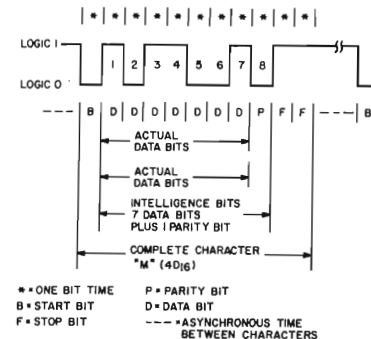 * * * * * * * * * *
LOGIC 1
1 2 3 4 5 6 7 8
LOGIC 0
B D D D D D D D P F F B
ACTUAL
DATA BITS
ACTUAL
DATA BITS
INTELLIGENCE BITS
7 DATA BITS
PLUS 1 PARITY BIT
COMPLETE CHARACTER
"M" (4D16)
* = ONE BIT TIME P = PARITY BIT
B = START BIT D = DATA BIT
F = STOP BIT ---- = ASYNCHRONOUS TIME
BETWEEN CHARACTERS